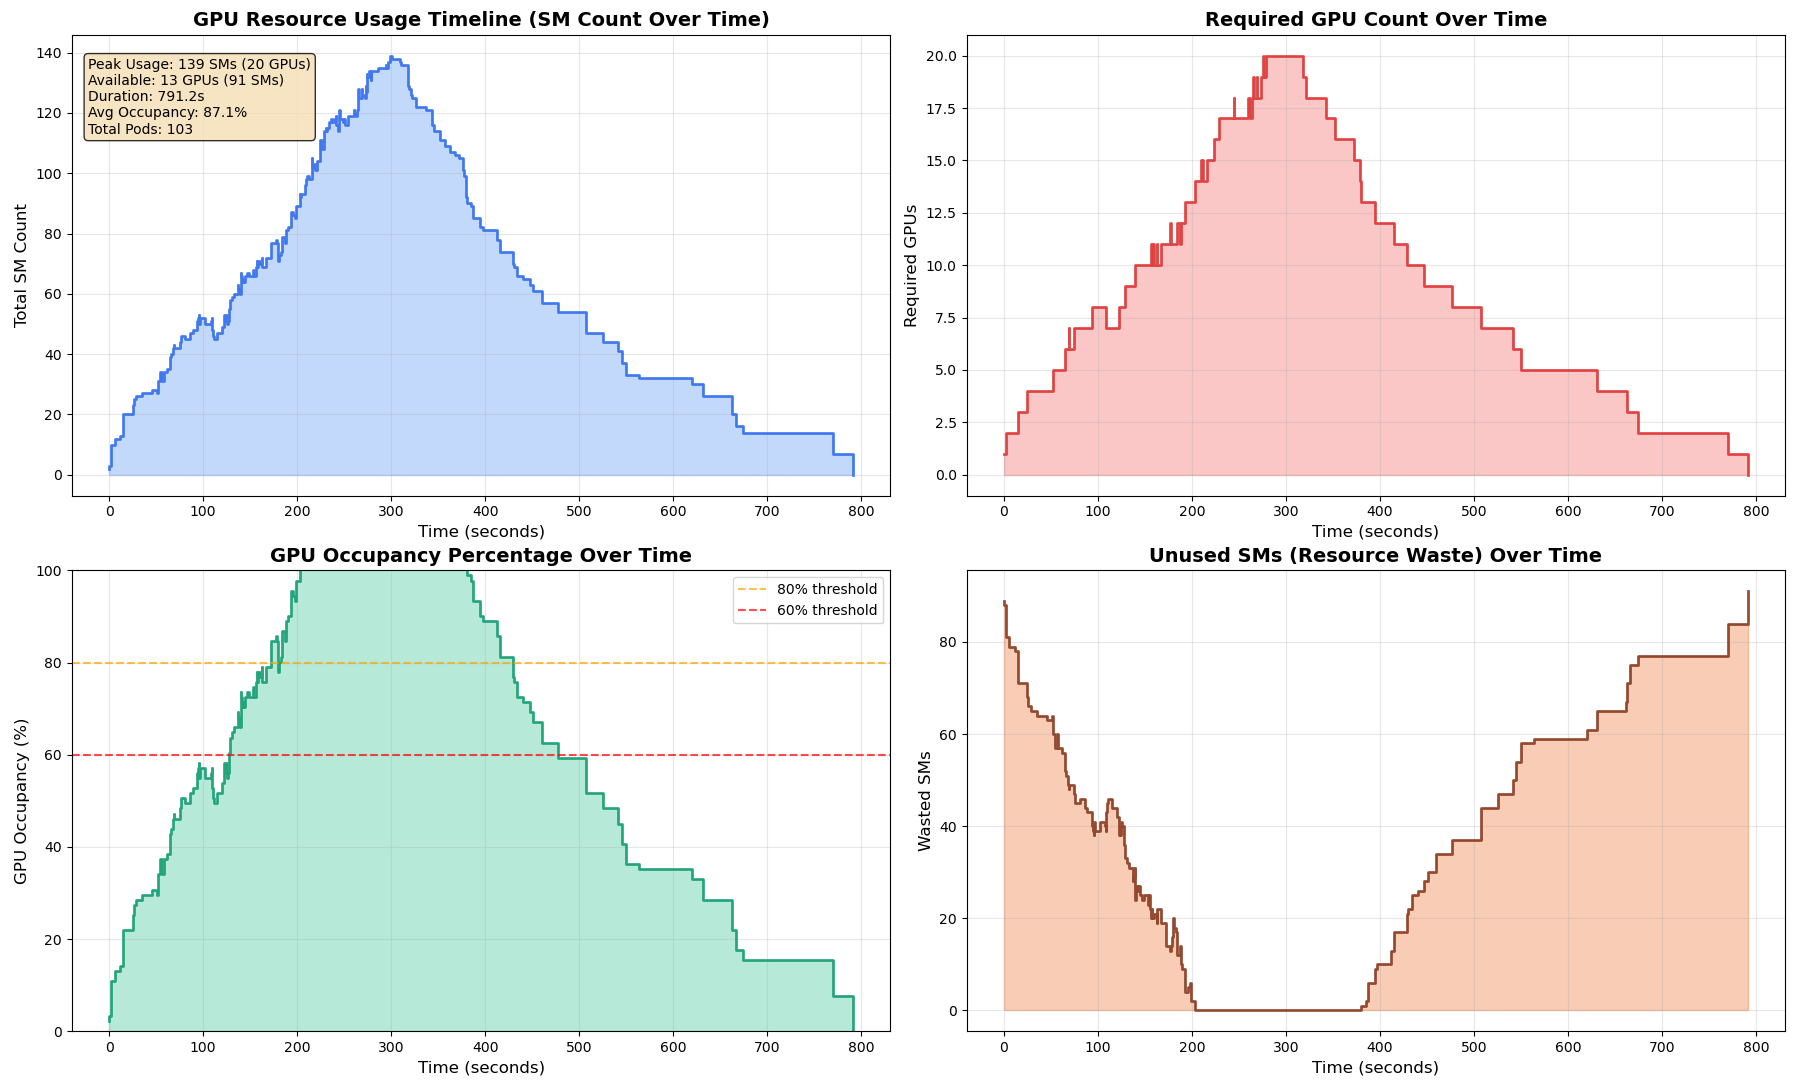 GPU Resource Usage Timeline (SM Count Over Time)
140
120
100
80
60
40
20
0
Total SM Count
Peak Usage: 139 SMs (20 GPUs)
Available: 13 GPUs (91 SMs)
Duration: 791.2s
Avg Occupancy: 87.1%
Total Pods: 103
0 100 200 300 400 500 600 700 800
Time (seconds)
Required GPU Count Over Time
20.0
17.5
15.0
12.5
10.0
7.5
5.0
2.5
0.0
Required GPUs
0 100 200 300 400 500 600 700 800
Time (seconds)
GPU Occupancy Percentage Over Time
100
80
60
40
20
0
GPU Occupancy (%)
80% threshold
60% threshold
0 100 200 300 400 500 600 700 800
Time (seconds)
Unused SMs (Resource Waste) Over Time
80
60
40
20
0
Wasted SMs
0 100 200 300 400 500 600 700 800
Time (seconds)